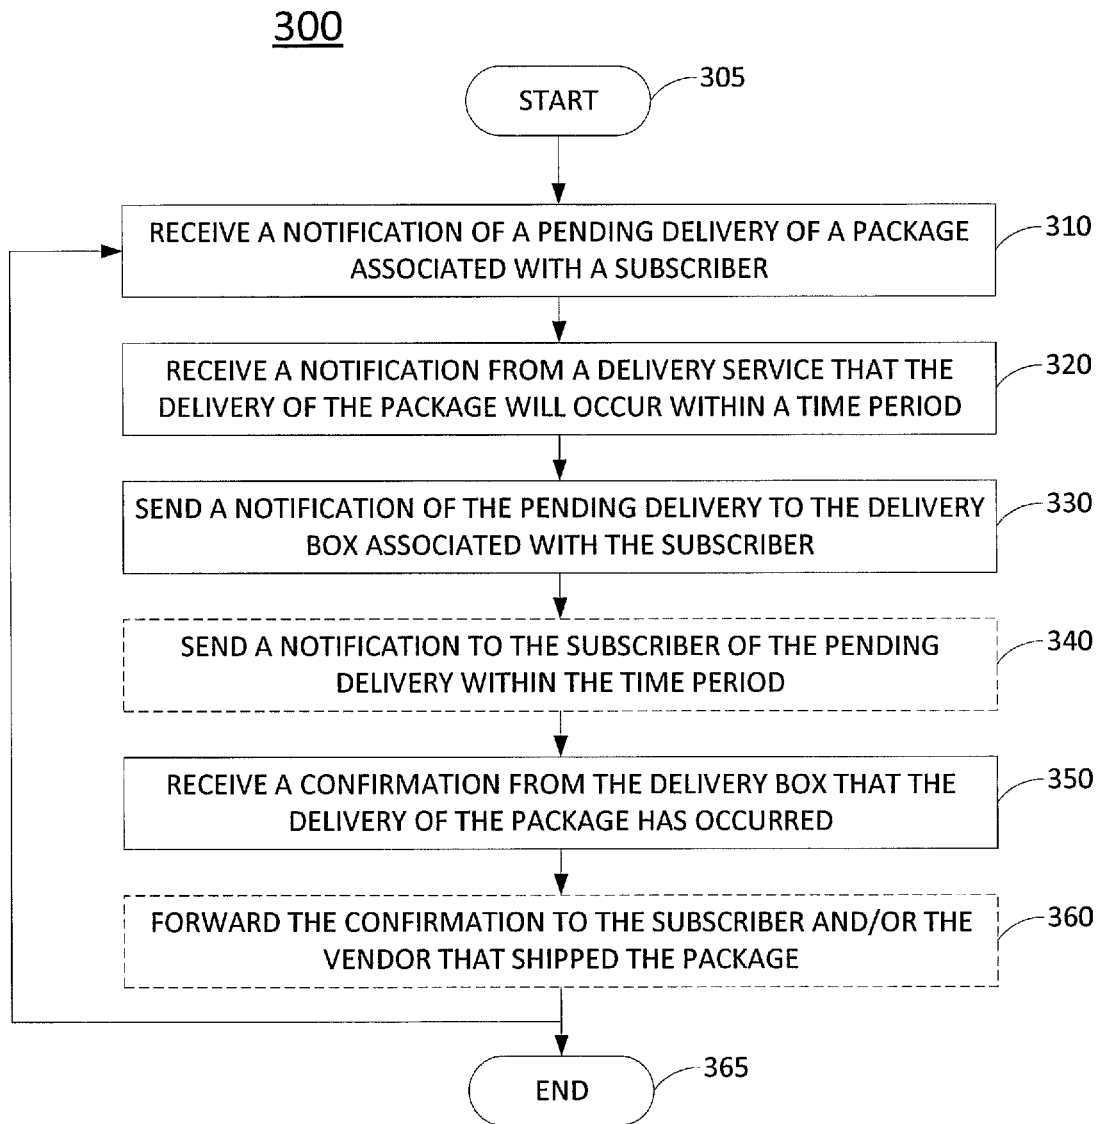 300
START
305
RECEIVE A NOTIFICATION OF A PENDING DELIVERY OF A PACKAGE
ASSOCIATED WITH A SUBSCRIBER
310
RECEIVE A NOTIFICATION FROM A DELIVERY SERVICE THAT THE
DELIVERY OF THE PACKAGE WILL OCCUR WITHIN A TIME PERIOD
320
SEND A NOTIFICATION OF THE PENDING DELIVERY TO THE DELIVERY
BOX ASSOCIATED WITH THE SUBSCRIBER
330
SEND A NOTIFICATION TO THE SUBSCRIBER OF THE PENDING
DELIVERY WITHIN THE TIME PERIOD
340
RECEIVE A CONFIRMATION FROM THE DELIVERY BOX THAT THE
DELIVERY OF THE PACKAGE HAS OCCURRED
350
FORWARD THE CONFIRMATION TO THE SUBSCRIBER AND/OR THE
VENDOR THAT SHIPPED THE PACKAGE
360
END
365